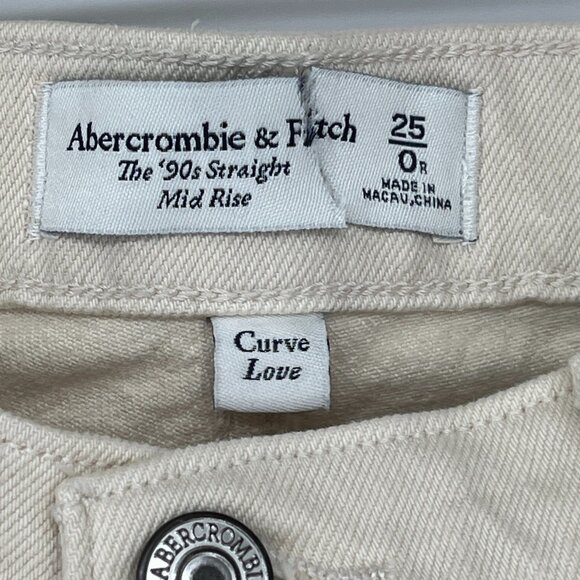 Abercrombie & Fitch
The '90s Straight
Mid Rise
25
0R
MADE IN
MACAU, CHINA
Curve
Love
ABERCROMBI